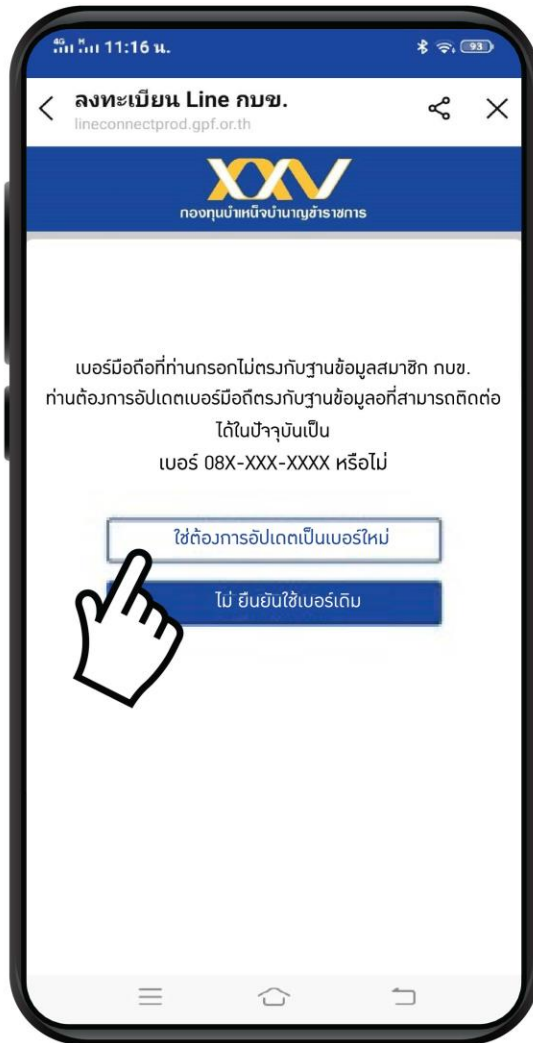 4G H 11:16 น. 93
ลงทะเบียน Line กบข.
lineconnectprod.gpf.or.th
กองทุนบำเหน็จบำนาญข้าราชการ
เบอร์มือถือที่ท่านกรอกไม่ตรงกับฐานข้อมูลสมาชิก กบข.
ท่านต้องการอัปเดตเบอร์มือถืตรงกับฐานข้อมูลอที่สามารถติดต่อ
ได้ในปัจจุบันเป็น
เบอร์ 08X-XXX-XXXX หรือไม่
ใช่ต้องการอัปเดตเป็นเบอร์ใหม่
ไม่ ยืนยันใช้เบอร์เดิม